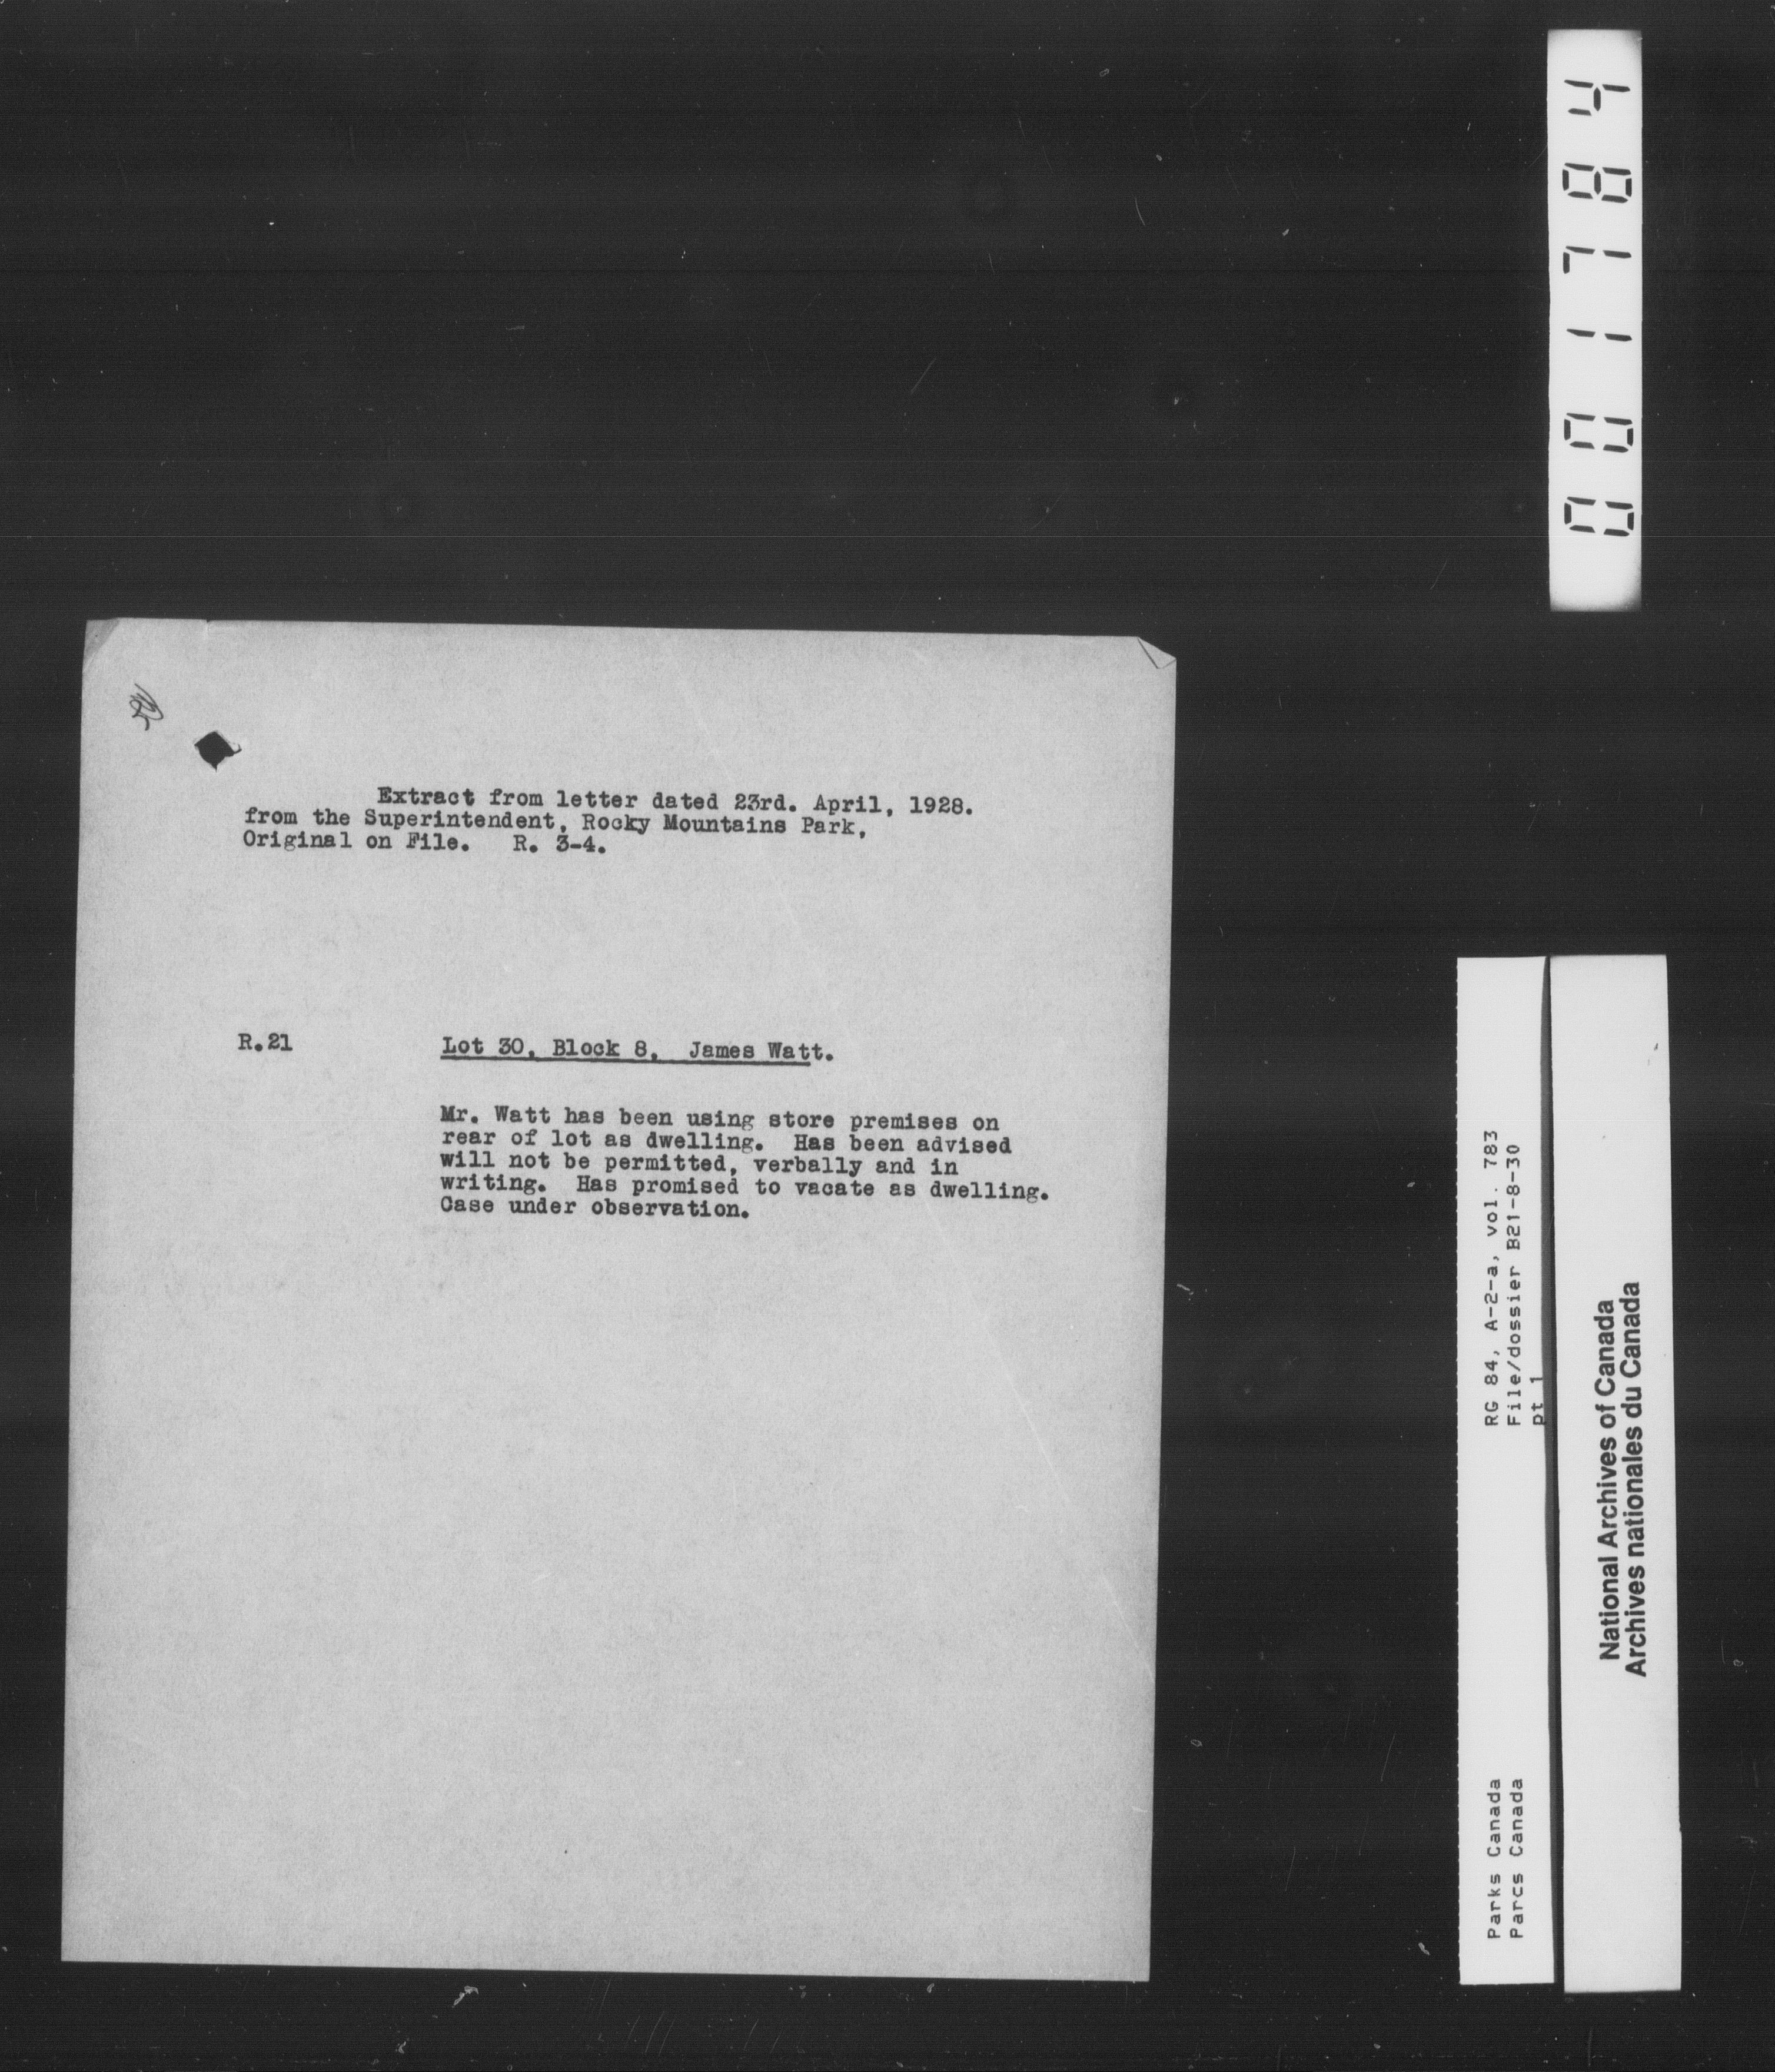 001784
Extract from letter dated 23rd. April, 1928.
from the Superintendent, Rocky Mountains Park,
Original on File. R. 3-4.
R.21
Lot 30, Block 8, James Watt.
Mr. Watt has been using store premises on
rear of lot as dwelling. Has been advised
will not be permitted, verbally and in
writing. Has promised to vacate as dwelling.
Case under observation.
RG 84, A-2-a, vol. 783
File/dossier B21-8-30
pt 1
Parks Canada
Parcs Canada
National Archives of Canada
Archives nationales du Canada